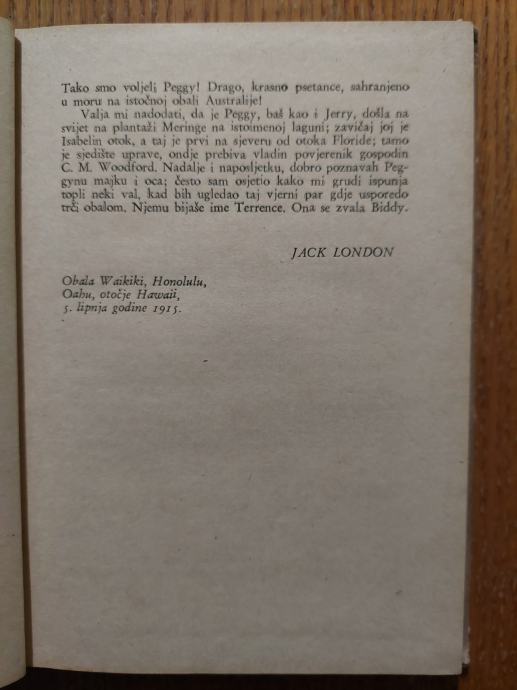 Tako smo voljeli Peggy! Drago, krasno psetance, sahranjeno
u moru na istočnoj obali Australije!
Valja mi nadodati, da je Peggy, baš kao i Jerry, došla na
svijet na plantaži Meringe na istoimenoj laguni; zavičaj joj je
Isabelin otok, a taj je prvi na sjeveru od otoka Floride; tamo
je sjedište uprave, ondje prebiva vladin povjerenik gospodin
C. M. Woodford. Nadalje i naposljetku, dobro poznavah Peg-
gynu majku i oca; često sam osjetio kako mi grudi ispunja
topli neki val, kad bih ugledao taj vjerni par gdje usporedo
trči obalom. Njemu bijaše ime Terrence. Ona se zvala Biddy.
JACK LONDON
Obala Waikiki, Honolulu,
Oahu, otočje Hawaii,
5. lipnja godine 1915.